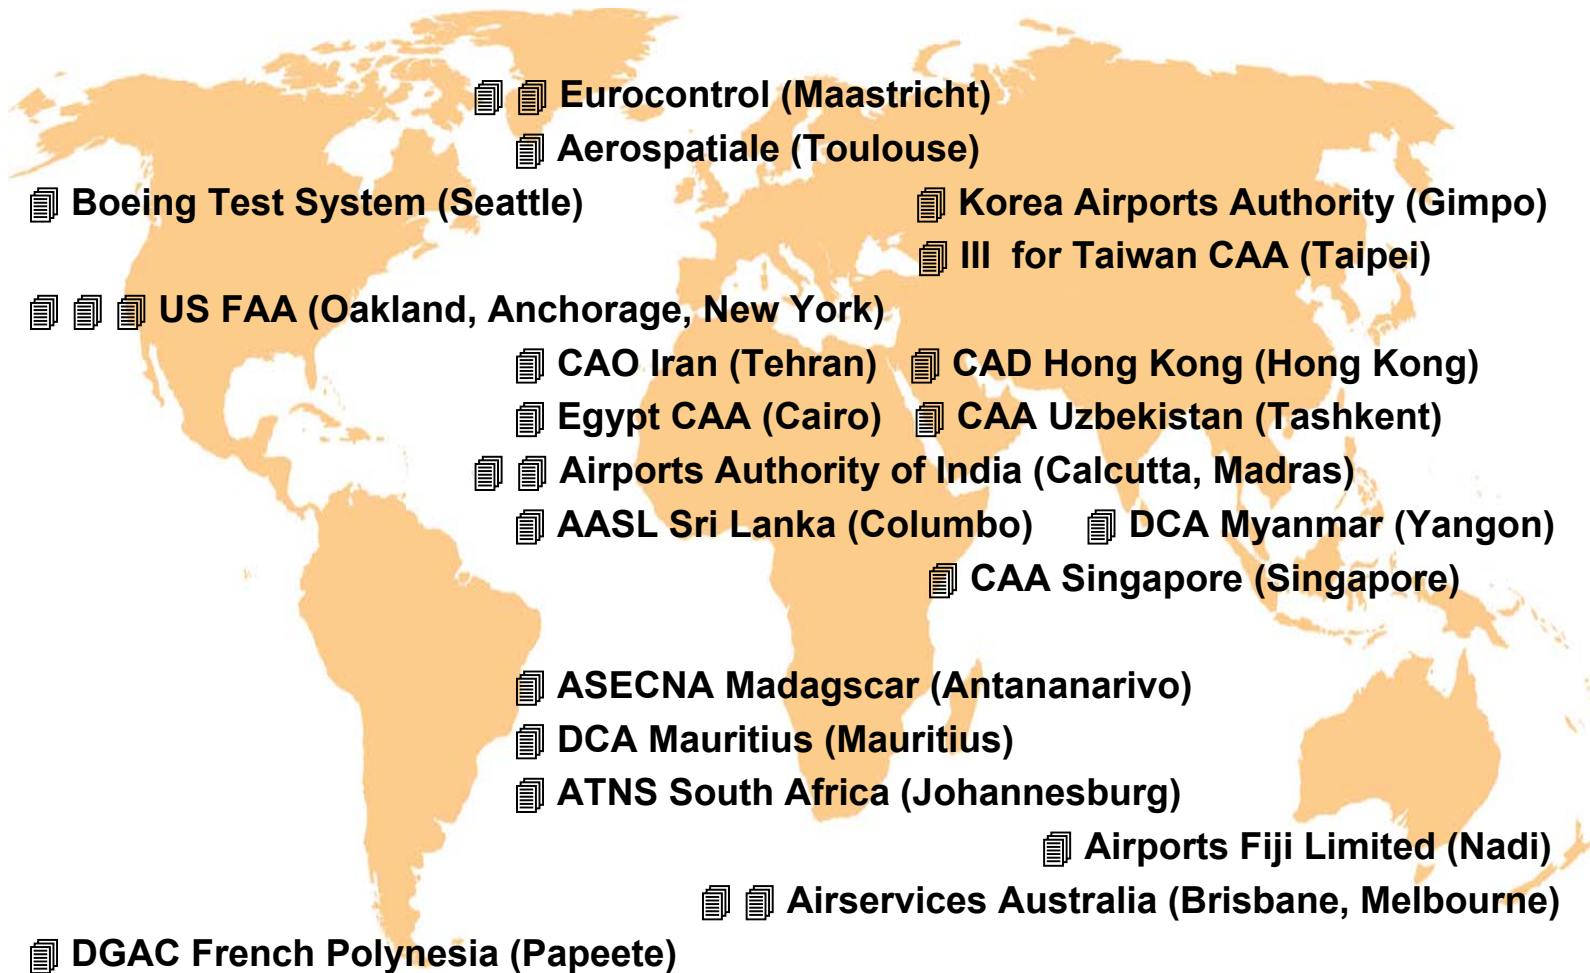 Eurocontrol (Maastricht)
Aerospatiale (Toulouse)
Boeing Test System (Seattle)
Korea Airports Authority (Gimpo)
III for Taiwan CAA (Taipei)
US FAA (Oakland, Anchorage, New York)
CAO Iran (Tehran)
CAD Hong Kong (Hong Kong)
Egypt CAA (Cairo)
CAA Uzbekistan (Tashkent)
Airports Authority of India (Calcutta, Madras)
AASL Sri Lanka (Columbo)
DCA Myanmar (Yangon)
CAA Singapore (Singapore)
ASECNA Madagscar (Antananarivo)
DCA Mauritius (Mauritius)
ATNS South Africa (Johannesburg)
Airports Fiji Limited (Nadi)
Airservices Australia (Brisbane, Melbourne)
DGAC French Polynesia (Papeete)